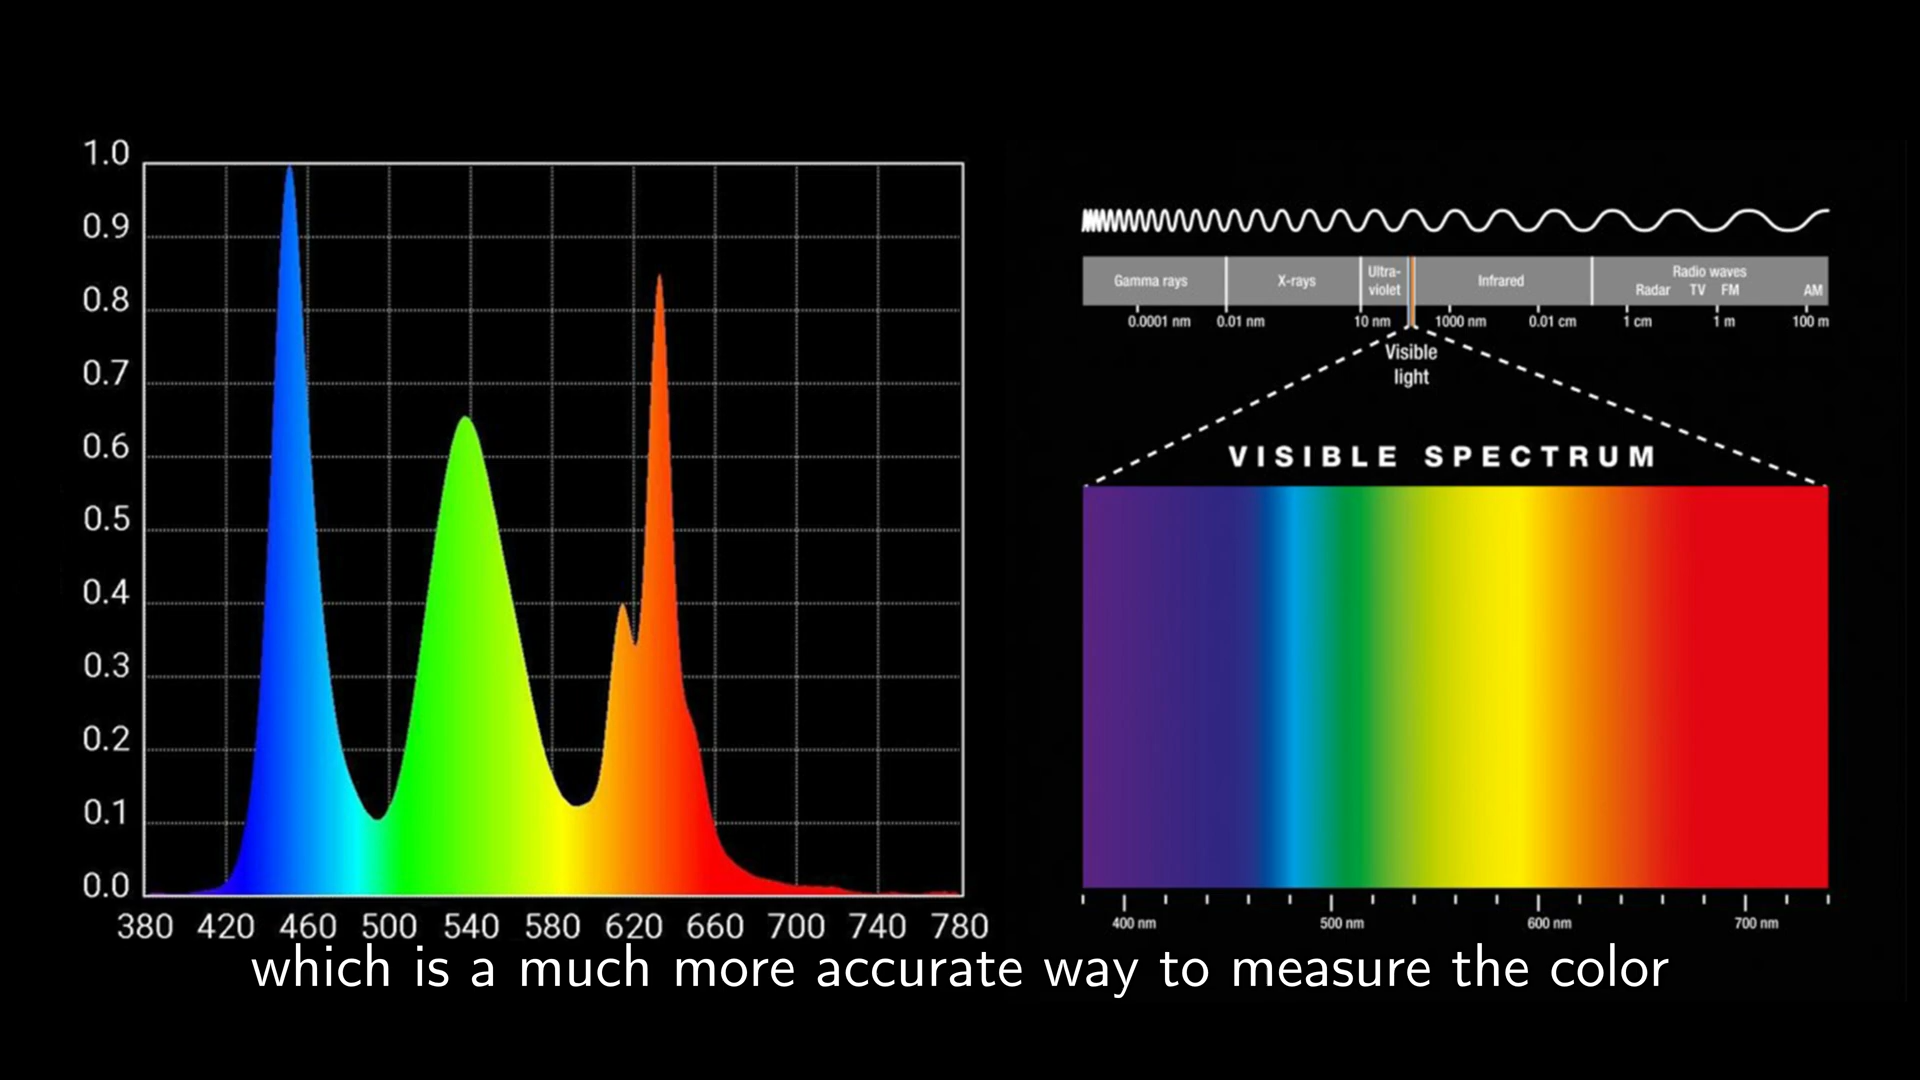 1.0
0.9
0.8
0.7
0.6
0.5
0.4
0.3
0.2
0.1
0.0
380 420 460 500 540 580 620 660 700 740 780
Gamma rays
X-rays
Ultra-
violet
Infrared
Radio waves
Radar TV FM AM
0.0001 nm 0.01 nm 10 nm 1000 nm 0.01 cm 1 cm 1 m 100 m
Visible
light
VISIBLE SPECTRUM
400 nm 500 nm 600 nm 700 nm
which is a much more accurate way to measure the color